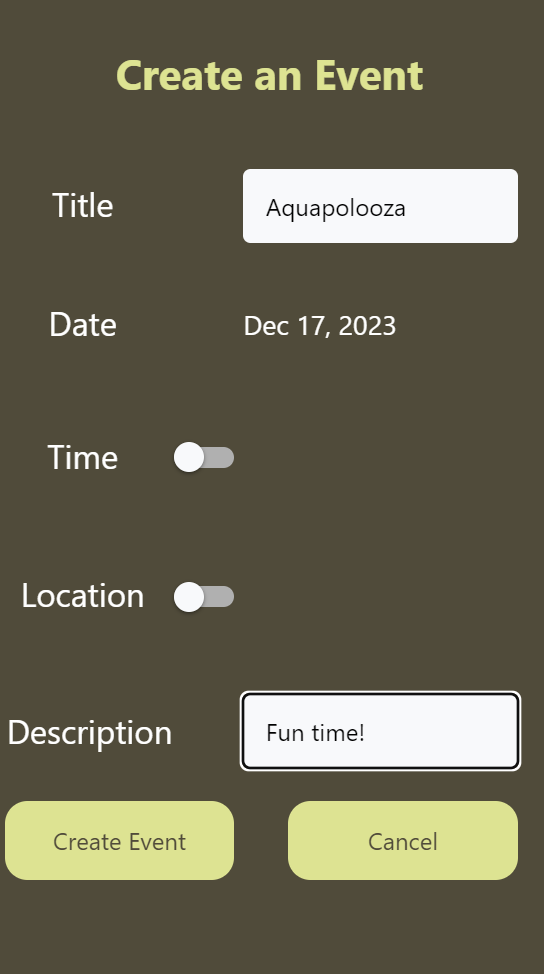 Create an Event
Title
Aquapolooza
Date
Dec 17, 2023
Time
Location
Description
Fun time!
Create Event
Cancel